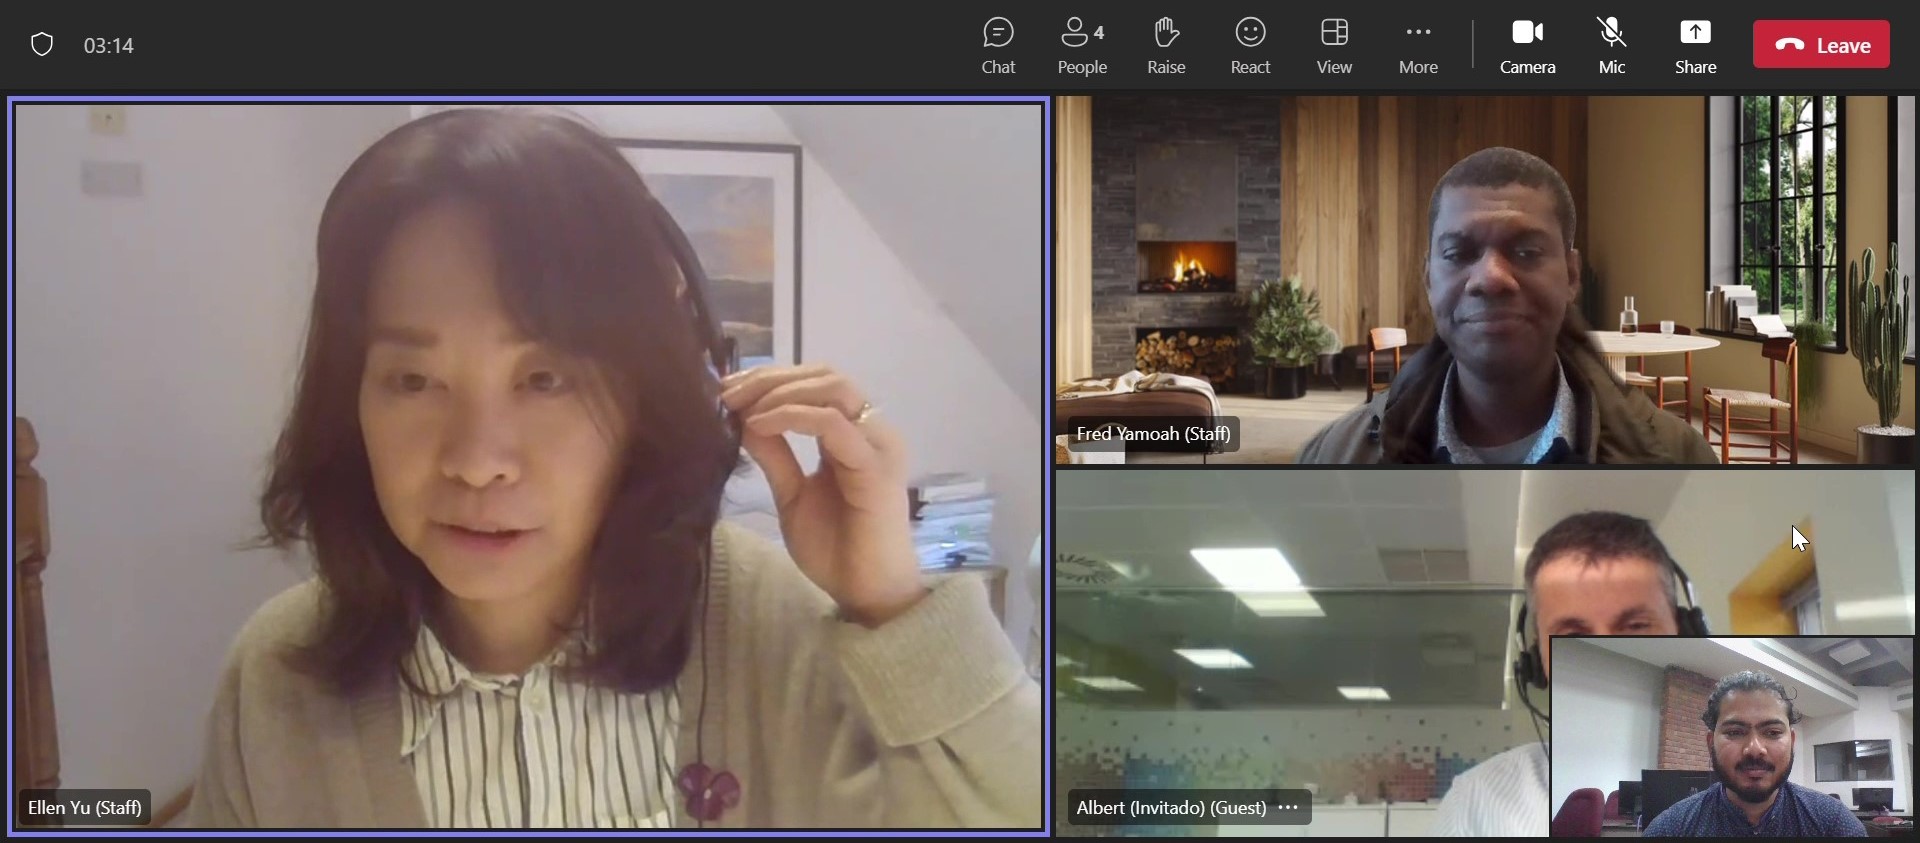 03:14
Chat
People 4
Raise
React
View
More
Camera
Mic
Share
Leave
Ellen Yu (Staff)
Fred Yamoah (Staff)
Albert (Invitado) (Guest) ...